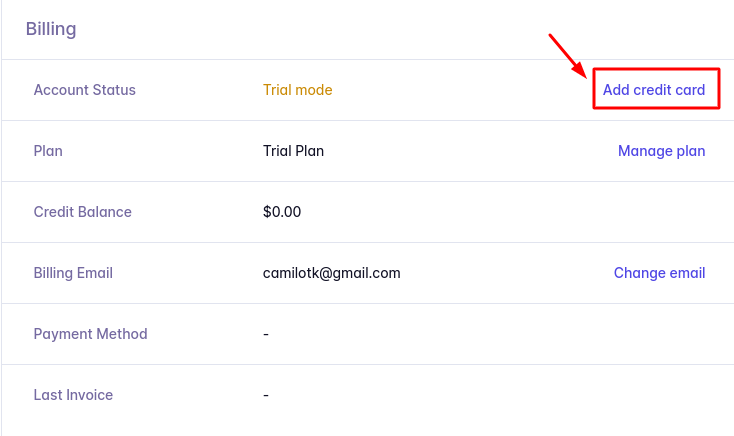 Billing
Account Status Trial mode Add credit card
Plan Trial Plan Manage plan
Credit Balance $0.00
Billing Email camilotk@gmail.com Change email
Payment Method -
Last Invoice -